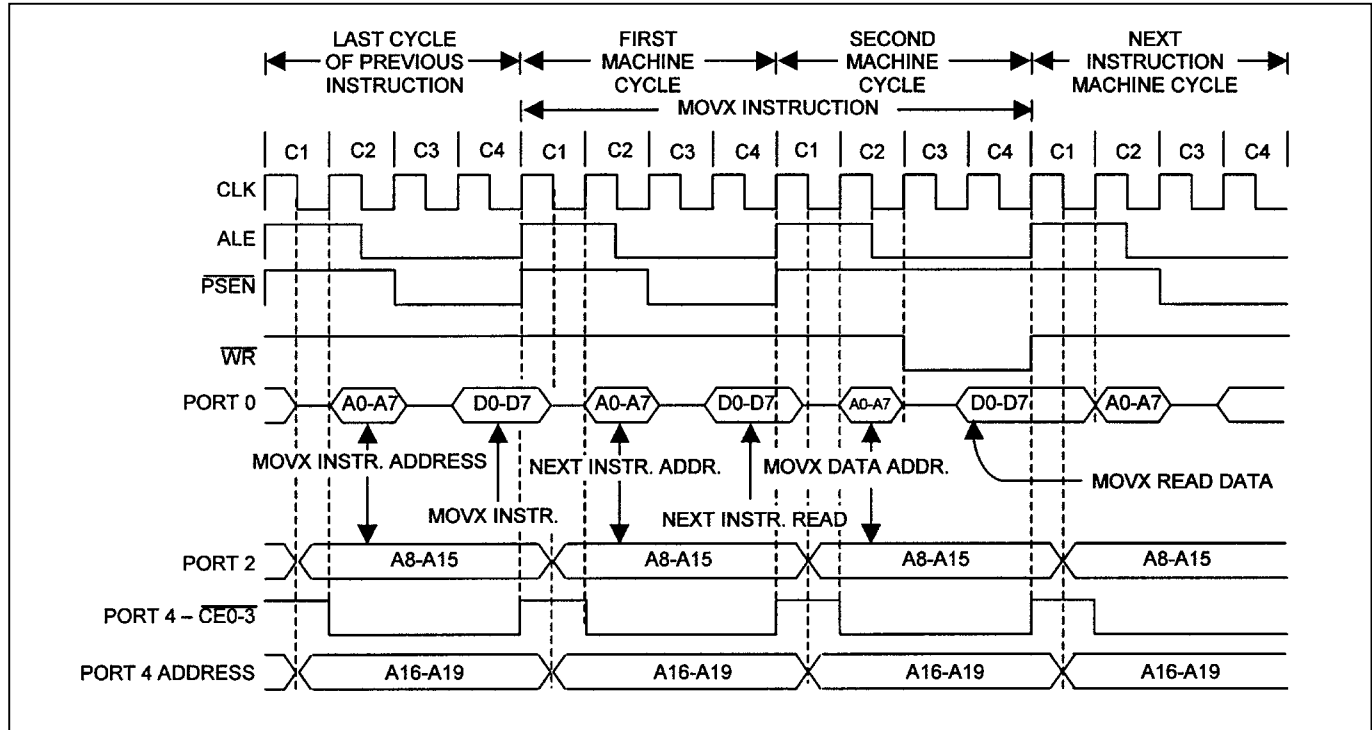 LAST CYCLE OF PREVIOUS INSTRUCTION
FIRST MACHINE CYCLE
SECOND MACHINE CYCLE
NEXT INSTRUCTION MACHINE CYCLE
MOVX INSTRUCTION
C1 C2 C3 C4 C1 C2 C3 C4 C1 C2 C3 C4 C1 C2 C3 C4
CLK
ALE
PSEN
WR
PORT 0 A0-A7 D0-D7 A0-A7 D0-D7 A0-A7 D0-D7 A0-A7
MOVX INSTR. ADDRESS NEXT INSTR. ADDR. MOVX DATA ADDR. MOVX READ DATA
MOVX INSTR. NEXT INSTR. READ
PORT 2 A8-A15 A8-A15 A8-A15 A8-A15
PORT 4 – CE0-3
PORT 4 ADDRESS A16-A19 A16-A19 A16-A19 A16-A19